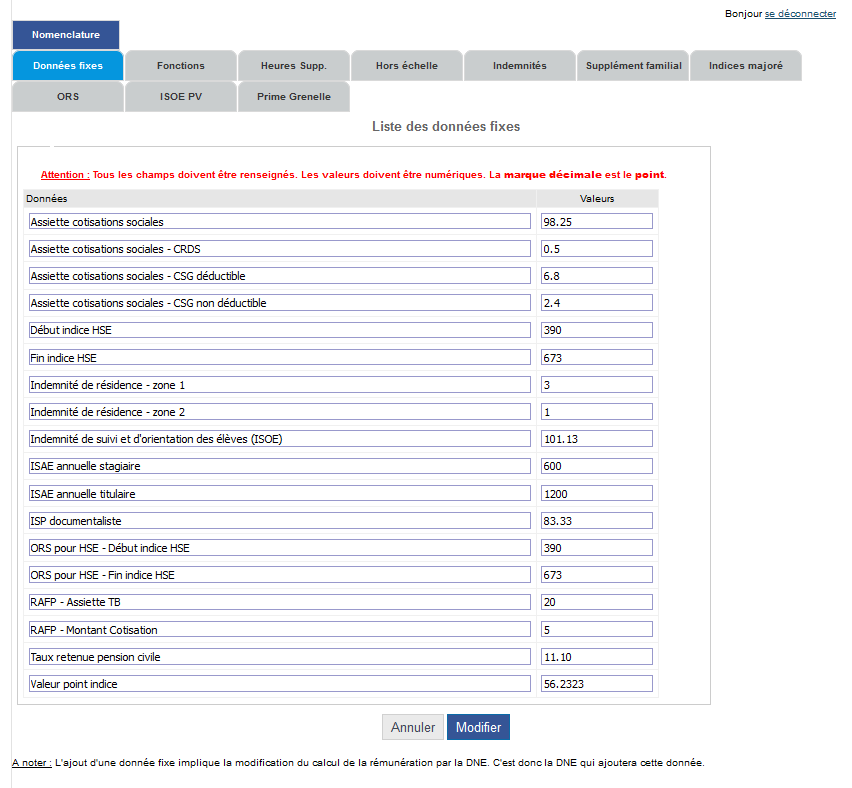 Bonjour se déconnecter
Nomenclature
Données fixes Fonctions Heures Supp. Hors échelle Indemnités Supplément familial Indices majoré
ORS ISOE PV Prime Grenelle
Liste des données fixes
Attention : Tous les champs doivent être renseignés. Les valeurs doivent être numériques. La marque décimale est le point.
Données Valeurs
Assiette cotisations sociales 98.25
Assiette cotisations sociales - CRDS 0.5
Assiette cotisations sociales - CSG déductible 6.8
Assiette cotisations sociales - CSG non déductible 2.4
Début indice HSE 390
Fin indice HSE 673
Indemnité de résidence - zone 1 3
Indemnité de résidence - zone 2 1
Indemnité de suivi et d'orientation des élèves (ISOE) 101.13
ISAE annuelle stagiaire 600
ISAE annuelle titulaire 1200
ISP documentaliste 83.33
ORS pour HSE - Début indice HSE 390
ORS pour HSE - Fin indice HSE 673
RAFP - Assiette TB 20
RAFP - Montant Cotisation 5
Taux retenue pension civile 11.10
Valeur point indice 56.2323
Annuler Modifier
A noter : L'ajout d'une donnée fixe implique la modification du calcul de la rémunération par la DNE. C'est donc la DNE qui ajoutera cette donnée.